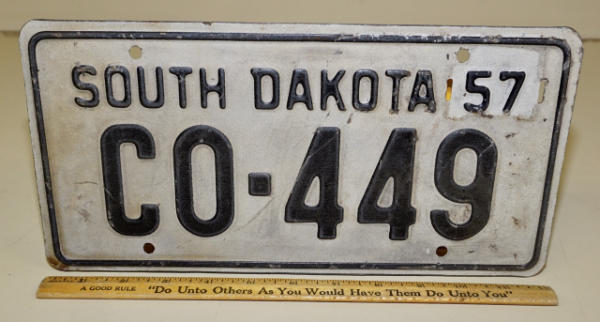 SOUTH DAKOTA 57
CO-449
A GOOD RULE "Do Unto Others As You Would Have Them Do Unto You"